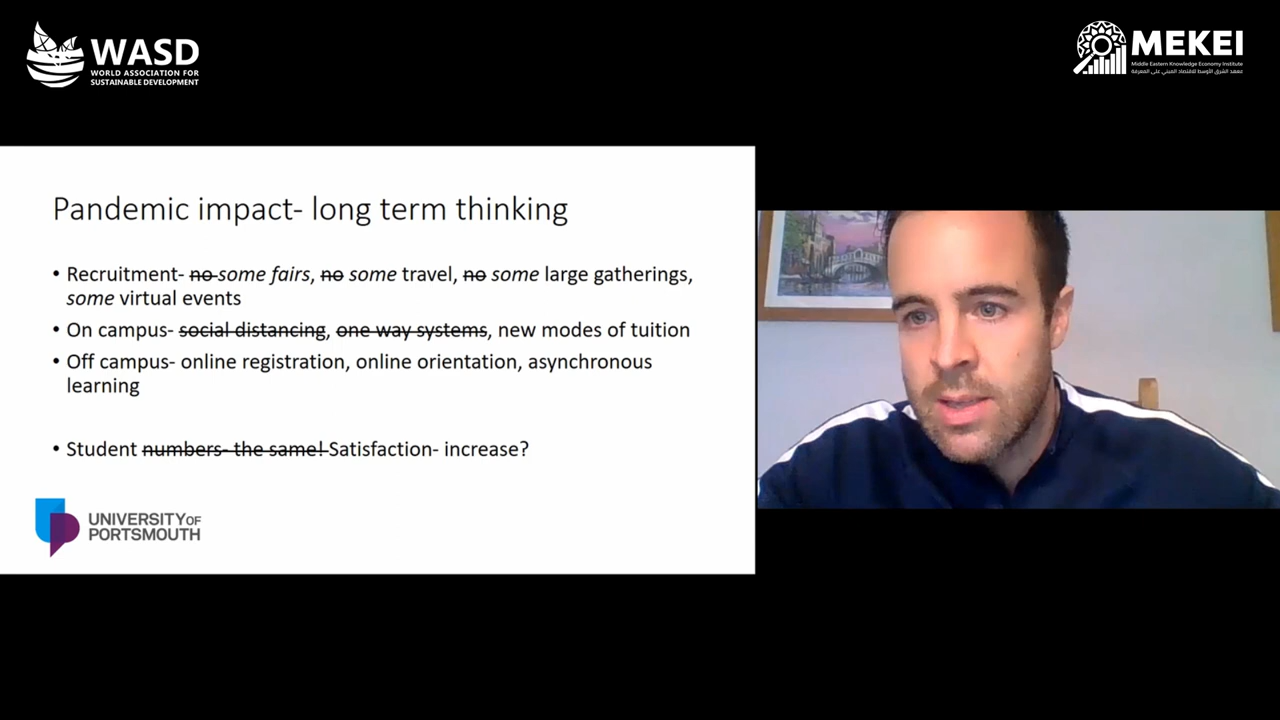 WASD
WORLD ASSOCIATION FOR
SUSTAINABLE DEVELOPMENT
MEKEI
Middle Eastern Knowledge Economy Institute
معهد الشرق الأوسط للاقتصاد المبني على المعرفة
Pandemic impact- long term thinking
• Recruitment- no some fairs, no some travel, no some large gatherings,
some virtual events
• On campus- social distancing, one way systems, new modes of tuition
• Off campus- online registration, online orientation, asynchronous
learning
• Student numbers- the same! Satisfaction- increase?
UNIVERSITY OF
PORTSMOUTH